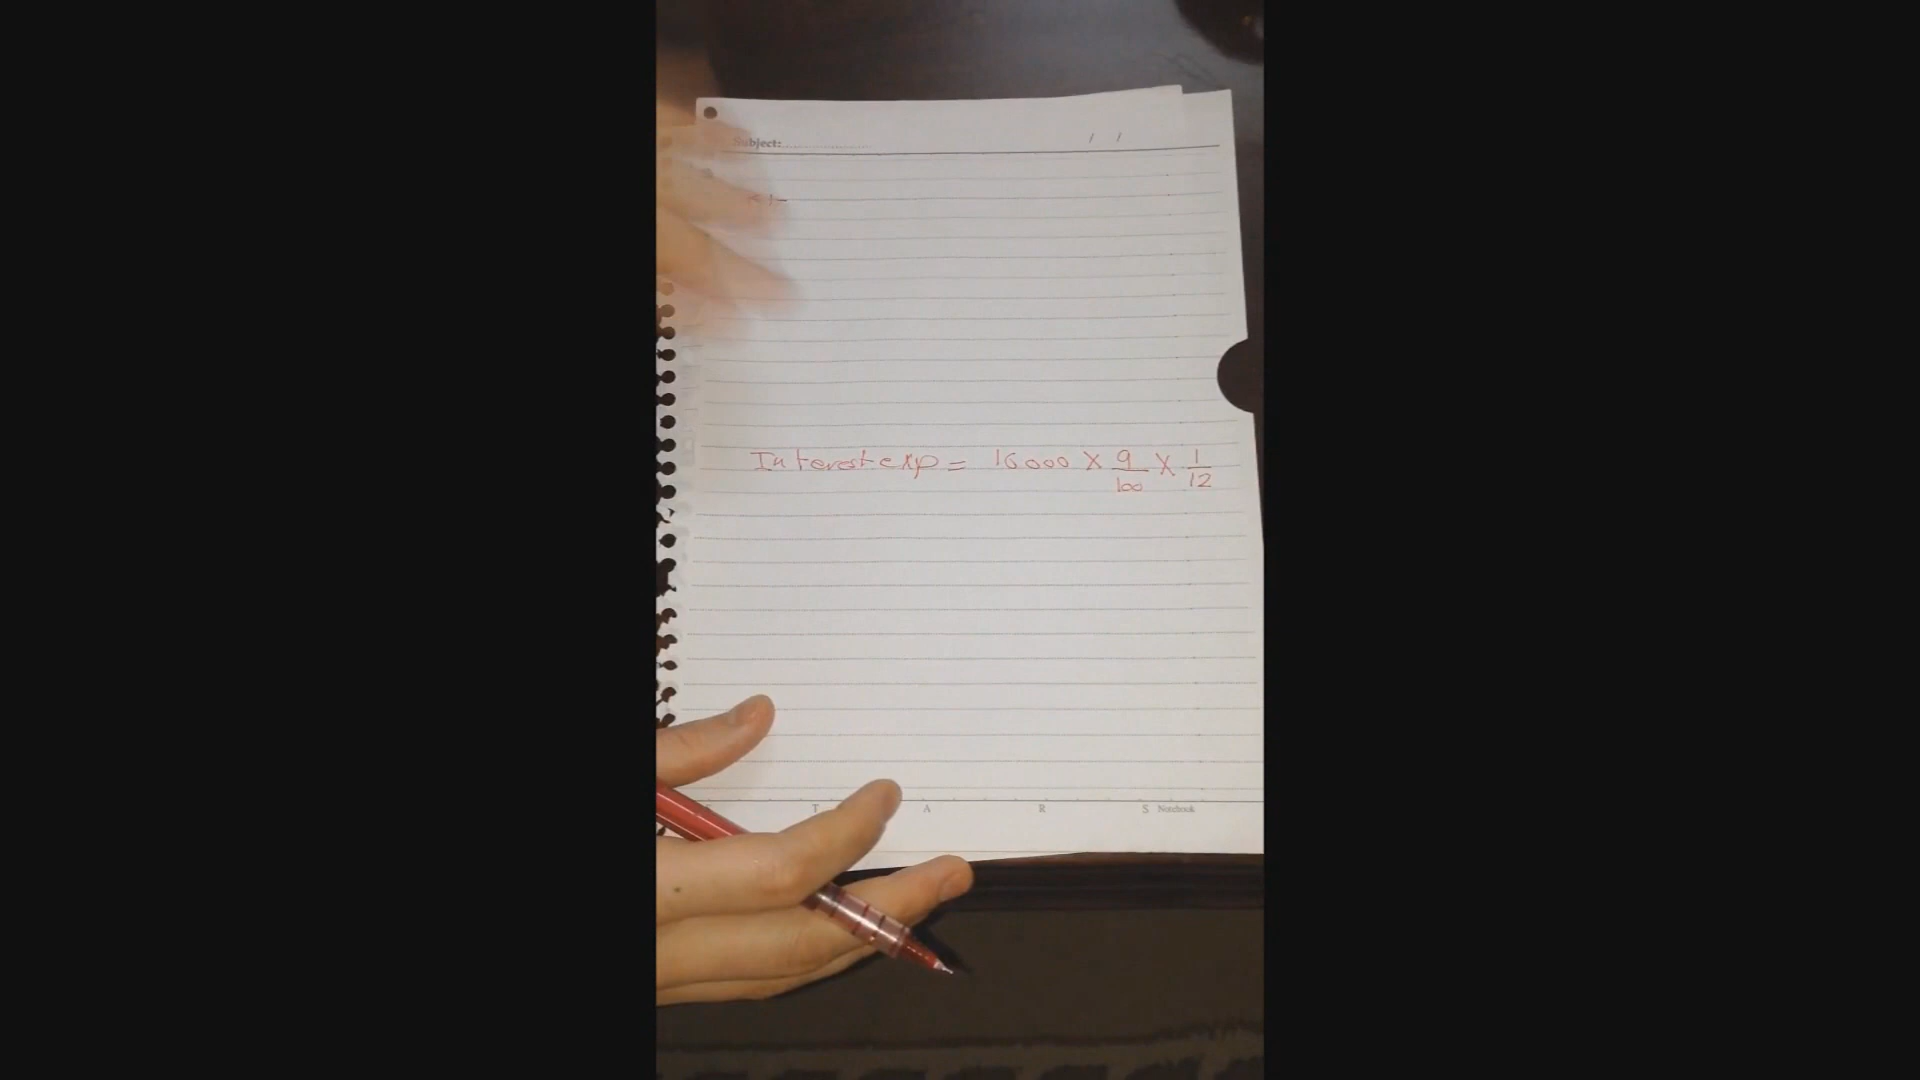 Subject: ......................  /  /
Interest exp = 16000 X 9/100 X 1/12
T A R S Notebook